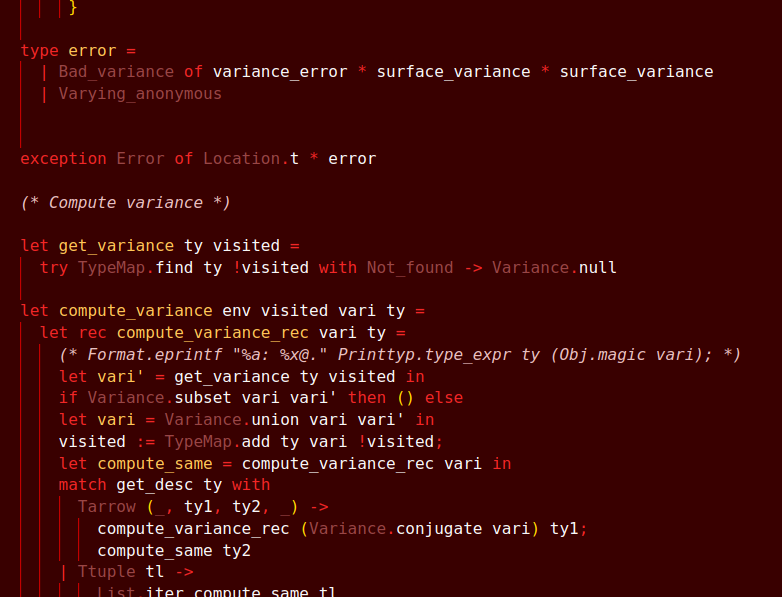 }
type error =
| Bad_variance of variance_error * surface_variance * surface_variance
| Varying_anonymous
exception Error of Location.t * error
(* Compute variance *)
let get_variance ty visited =
try TypeMap.find ty !visited with Not_found -> Variance.null
let compute_variance env visited vari ty =
let rec compute_variance_rec vari ty =
(* Format.eprintf "%a: %x@." Printtyp.type_expr ty (Obj.magic vari); *)
let vari' = get_variance ty visited in
if Variance.subset vari vari' then () else
let vari = Variance.union vari vari' in
visited := TypeMap.add ty vari !visited;
let compute_same = compute_variance_rec vari in
match get_desc ty with
Tarrow (_, ty1, ty2, _) ->
compute_variance_rec (Variance.conjugate vari) ty1;
compute_same ty2
| Ttuple tl ->
List.iter compute_same tl